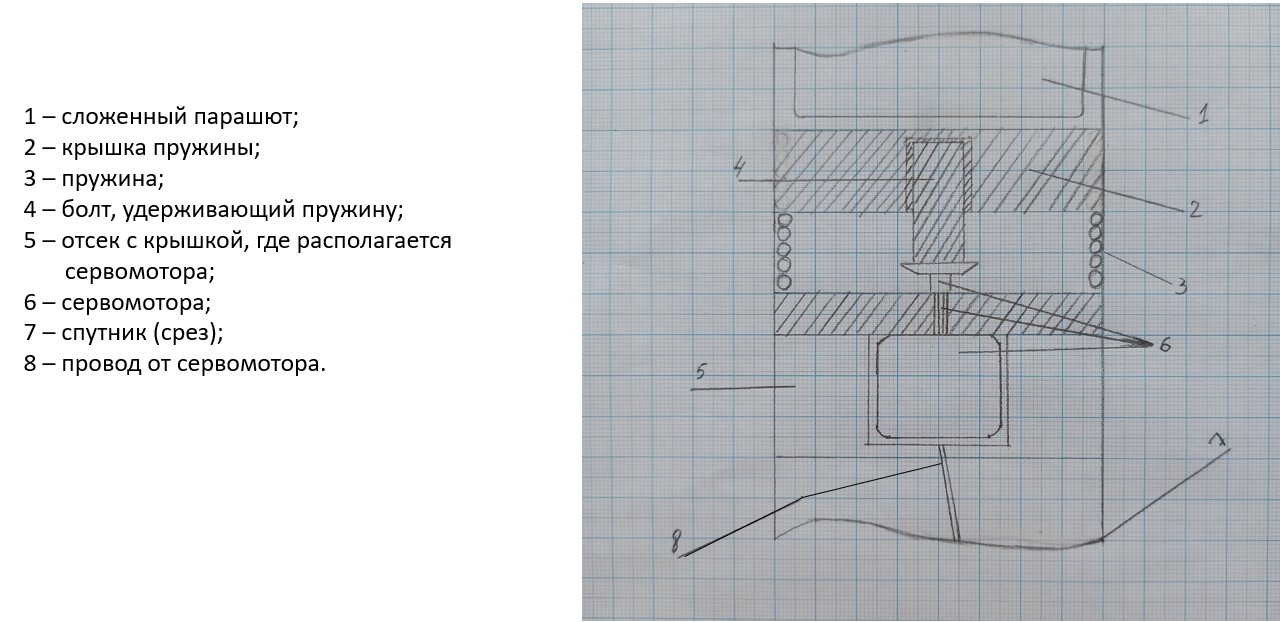 1 – сложенный парашют;
2 – крышка пружины;
3 – пружина;
4 – болт, удерживающий пружину;
5 – отсек с крышкой, где располагается
сервомотора;
6 – сервомотора;
7 – спутник (срез);
8 – провод от сервомотора.
1
4
2
3
6
5
7
8